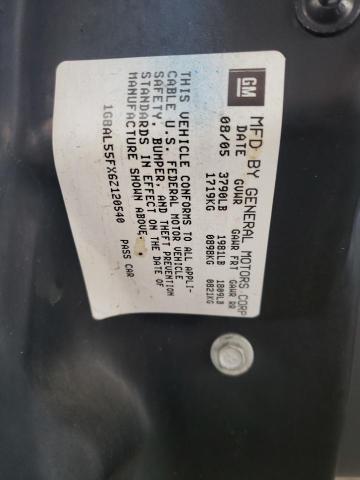 GM
MFD BY GENERAL MOTORS CORP
DATE GVWR GAWR FRT GAWR RR
08/05 3790LB 1981LB 1809LB
1719KG 0898KG 0821KG
THIS VEHICLE CONFORMS TO ALL APPLI-
CABLE U.S. FEDERAL MOTOR VEHICLE
SAFETY, BUMPER, AND THEFT PREVENTION
STANDARDS IN EFFECT ON THE DATE OF
MANUFACTURE SHOWN ABOVE.
1G8AL55FX6Z120540 PASS CAR